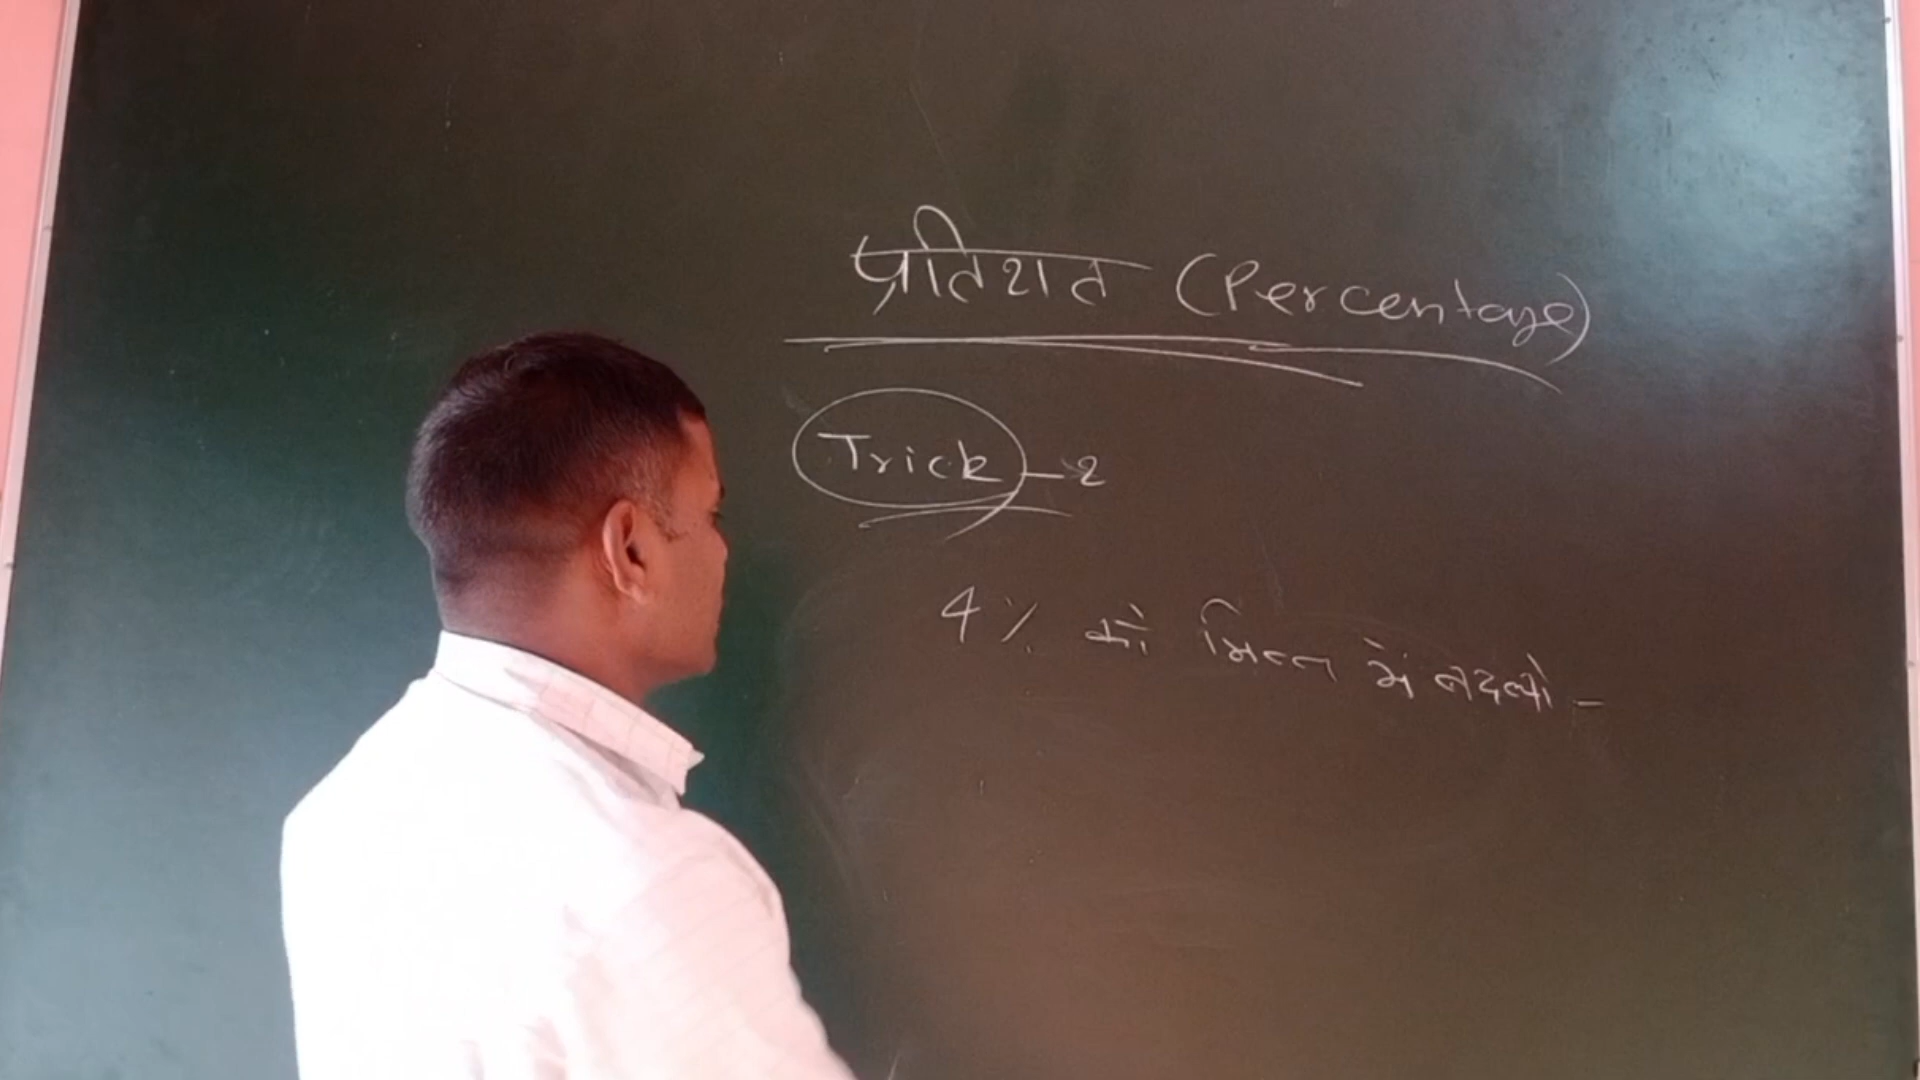 प्रतिशत (Percentage)
Trick - 2
4% को भिन्न में बदलो -